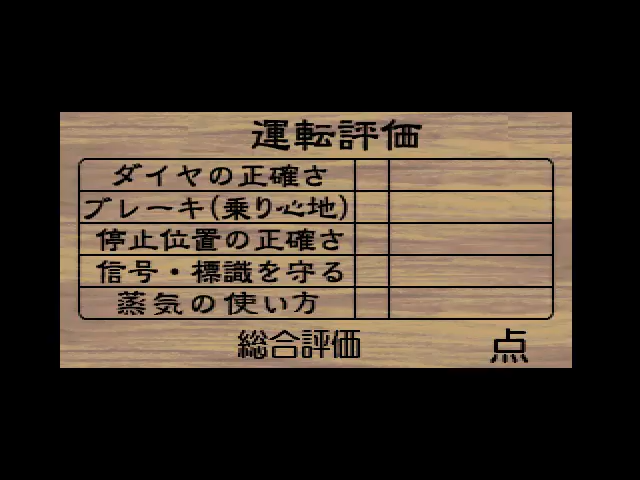 運転評価
ダイヤの正確さ
ブレーキ(乗り心地)
停止位置の正確さ
信号・標識を守る
蒸気の使い方
総合評価 点